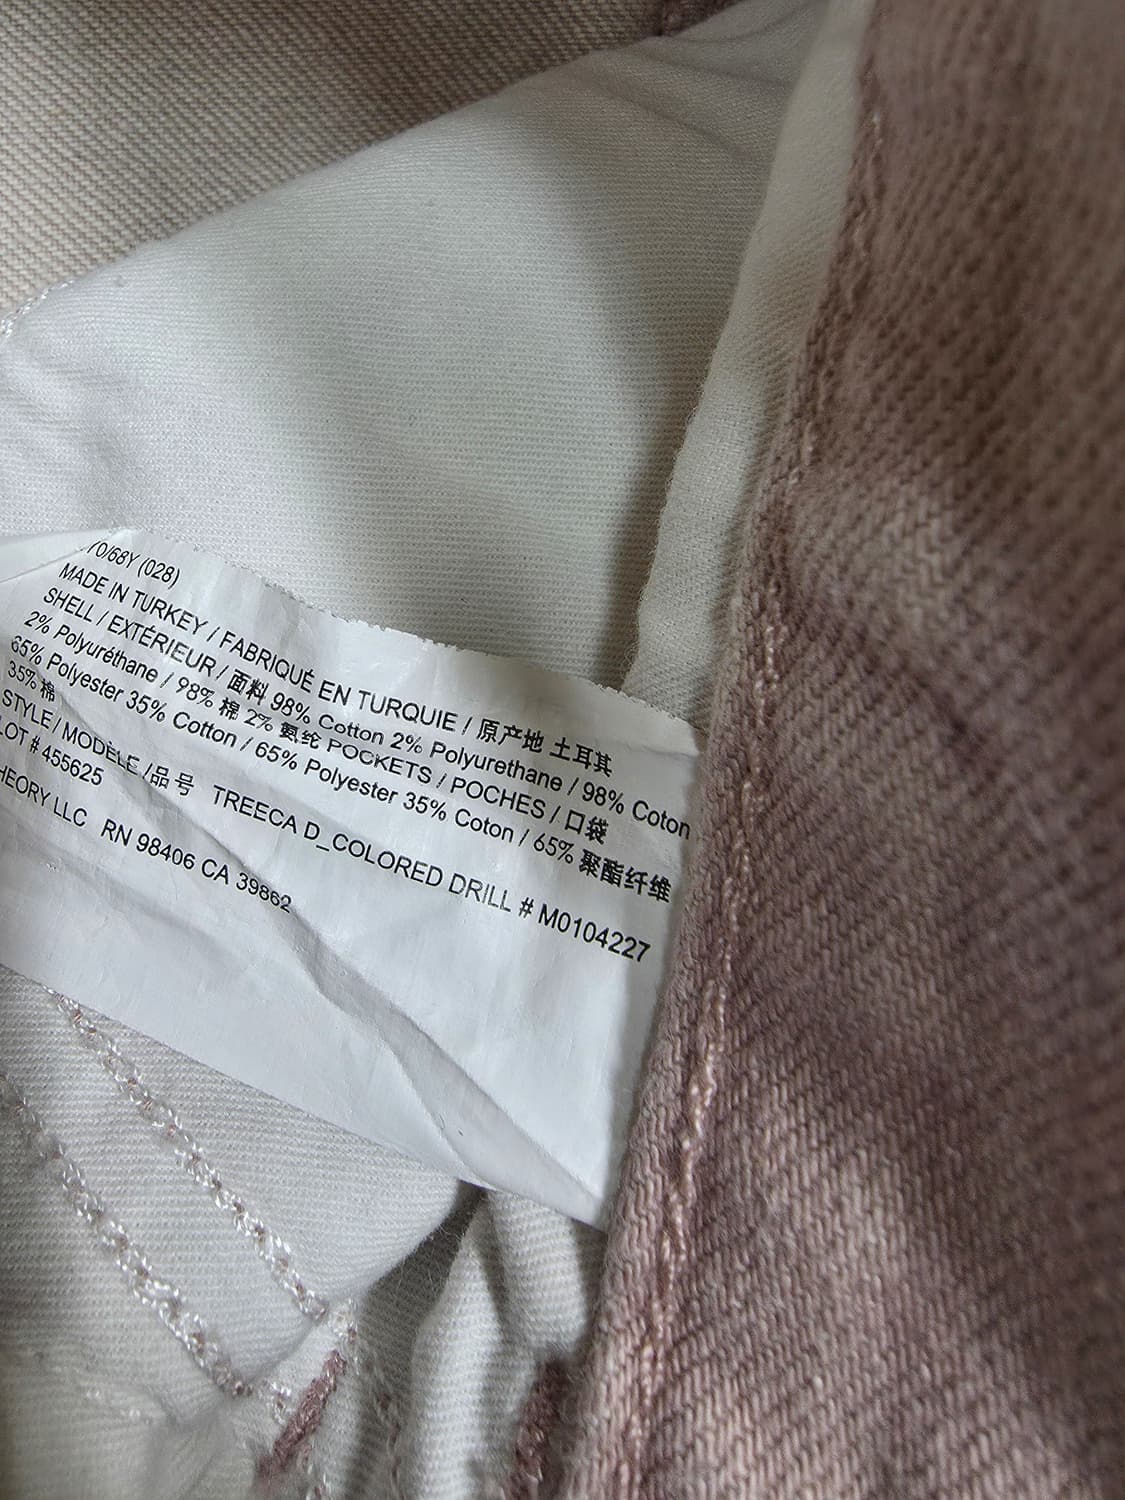 70/68Y (028)
MADE IN TURKEY / FABRIQUÉ EN TURQUIE / 原产地 土耳其
SHELL / EXTÉRIEUR / 面料 98% Cotton 2% Polyurethane / 98% Coton
2% Polyuréthane / 98% 棉 2% 氨纶 POCKETS / POCHES / 口袋
65% Polyester 35% Cotton / 65% Polyester 35% Coton / 65% 聚酯纤维
35% 棉
STYLE / MODÈLE /品号 TREECA D_COLORED DRILL # M0104227
LOT # 455625
HEORY LLC RN 98406 CA 39862